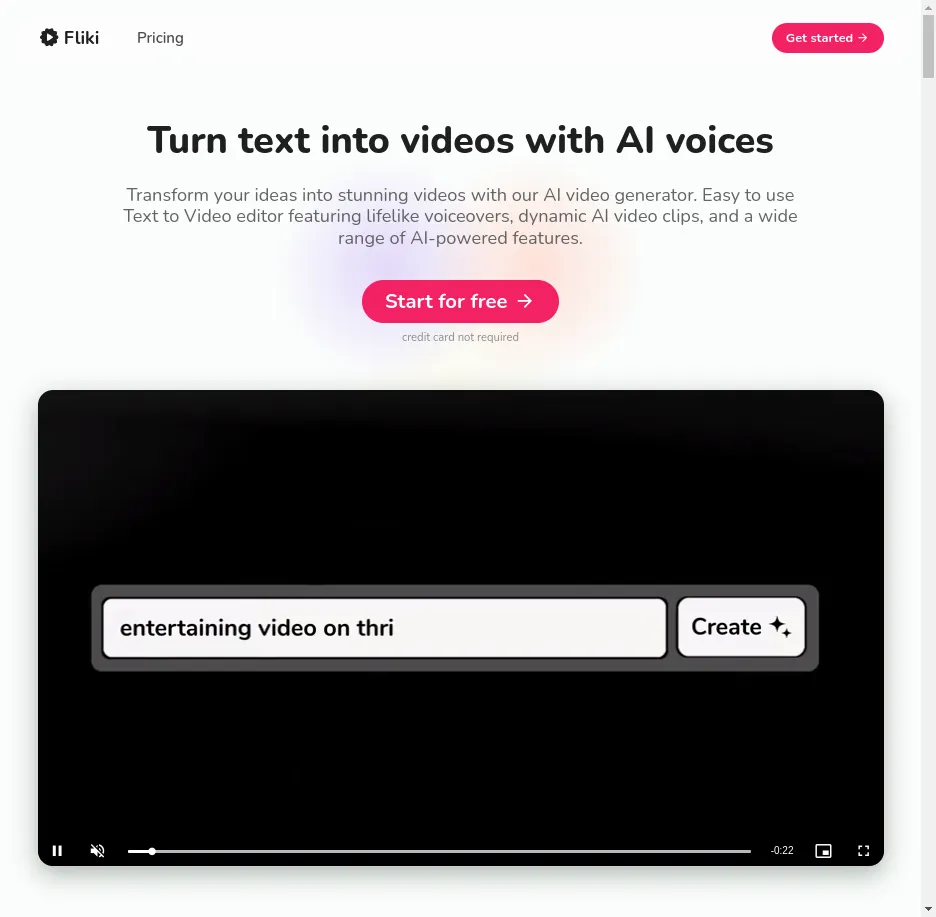 Fliki
Pricing
Get started →
Turn text into videos with AI voices
Transform your ideas into stunning videos with our AI video generator. Easy to use
Text to Video editor featuring lifelike voiceovers, dynamic AI video clips, and a wide
range of AI-powered features.
Start for free →
credit card not required
entertaining video on thri
Create
-0:22